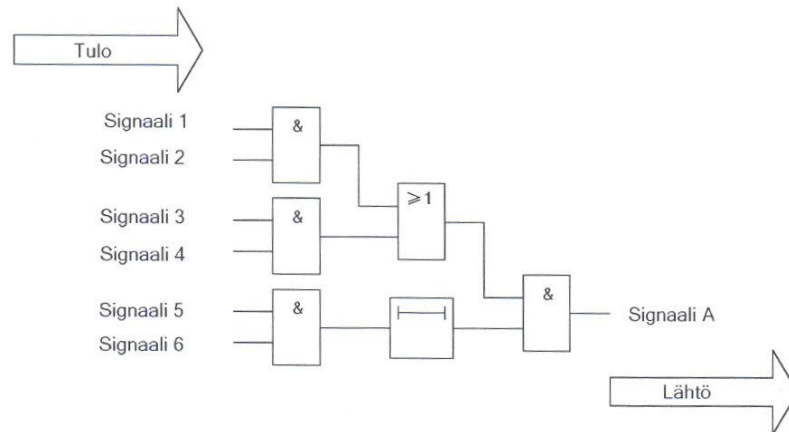 Tulo
Signaali 1
Signaali 2
&
Signaali 3
Signaali 4
&
≥1
Signaali 5
Signaali 6
&
&
Signaali A
Lähtö